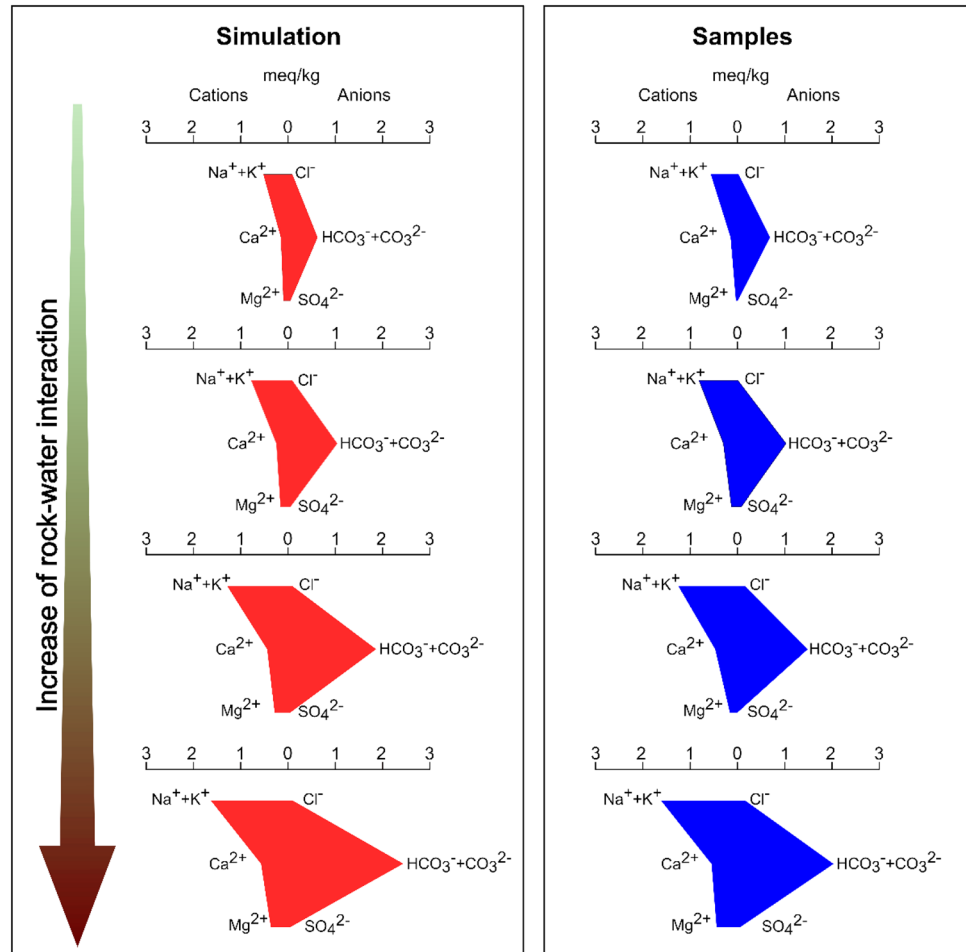 Simulation
meq/kg
Cations Anions
3 2 1 0 1 2 3
Na⁺+K⁺ Cl⁻
Ca²⁺ HCO₃⁻+CO₃²⁻
Mg²⁺ SO₄²⁻
3 2 1 0 1 2 3
Na⁺+K⁺ Cl⁻
Ca²⁺ HCO₃⁻+CO₃²⁻
Mg²⁺ SO₄²⁻
3 2 1 0 1 2 3
Na⁺+K⁺ Cl⁻
Ca²⁺ HCO₃⁻+CO₃²⁻
Mg²⁺ SO₄²⁻
3 2 1 0 1 2 3
Na⁺+K⁺ Cl⁻
Ca²⁺ HCO₃⁻+CO₃²⁻
Mg²⁺ SO₄²⁻
Increase of rock-water interaction
Samples
meq/kg
Cations Anions
3 2 1 0 1 2 3
Na⁺+K⁺ Cl⁻
Ca²⁺ HCO₃⁻+CO₃²⁻
Mg²⁺ SO₄²⁻
3 2 1 0 1 2 3
Na⁺+K⁺ Cl⁻
Ca²⁺ HCO₃⁻+CO₃²⁻
Mg²⁺ SO₄²⁻
3 2 1 0 1 2 3
Na⁺+K⁺ Cl⁻
Ca²⁺ HCO₃⁻+CO₃²⁻
Mg²⁺ SO₄²⁻
3 2 1 0 1 2 3
Na⁺+K⁺ Cl⁻
Ca²⁺ HCO₃⁻+CO₃²⁻
Mg²⁺ SO₄²⁻